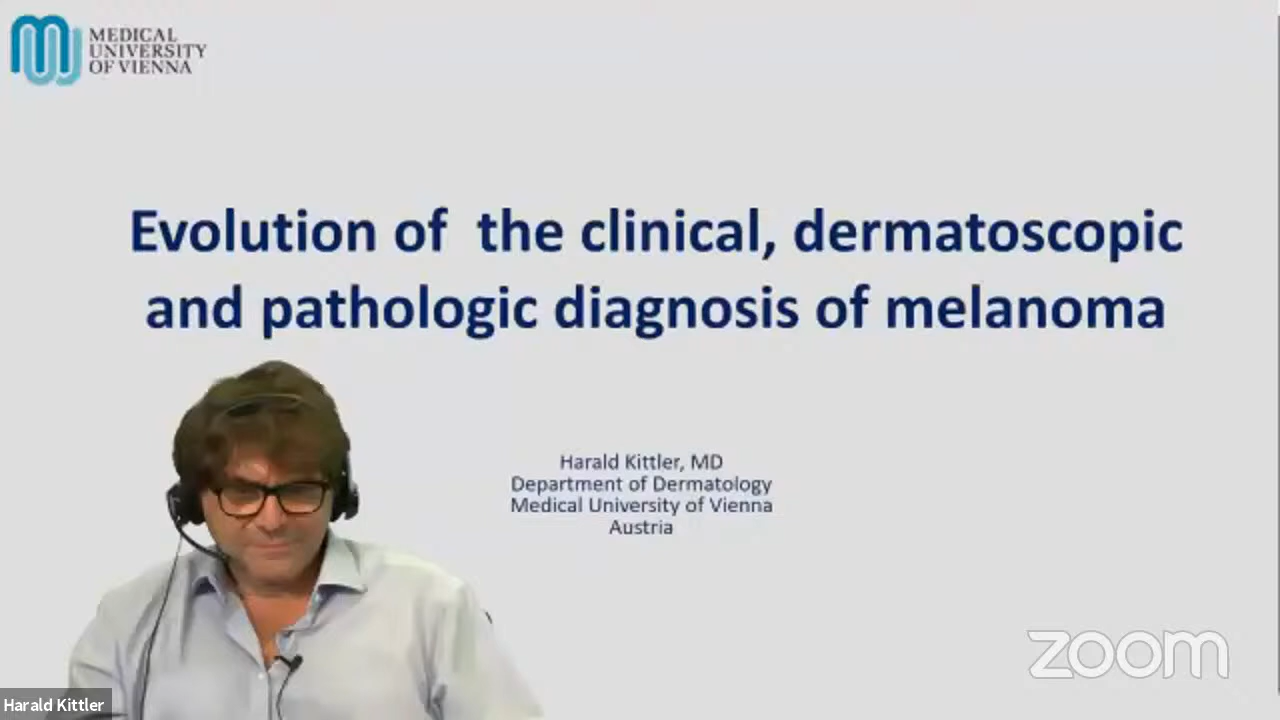 MEDICAL
UNIVERSITY
OF VIENNA
Evolution of the clinical, dermatoscopic
and pathologic diagnosis of melanoma
Harald Kittler, MD
Department of Dermatology
Medical University of Vienna
Austria
zoom
Harald Kittler